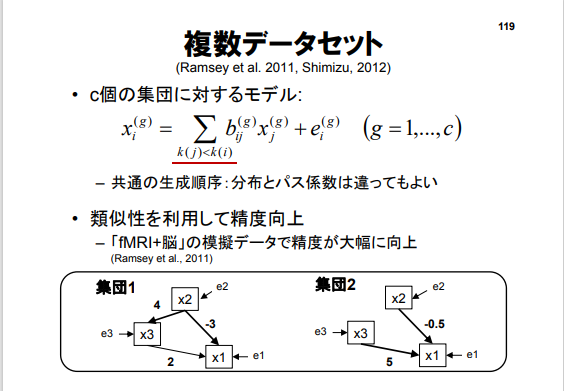 119
複数データセット
(Ramsey et al. 2011, Shimizu, 2012)
• c個の集団に対するモデル:
x_i^{(g)} = \sum_{k(j)<k(i)} b_{ij}^{(g)} x_j^{(g)} + e_i^{(g)} (g = 1,...,c)
– 共通の生成順序：分布とパス係数は違ってもよい
• 類似性を利用して精度向上
– 「fMRI+脳」の模擬データで精度が大幅に向上
(Ramsey et al., 2011)
集団1
x2
e2
4
-3
e3
x3
2
x1
e1
集団2
x2
e2
-0.5
e3
x3
5
x1
e1